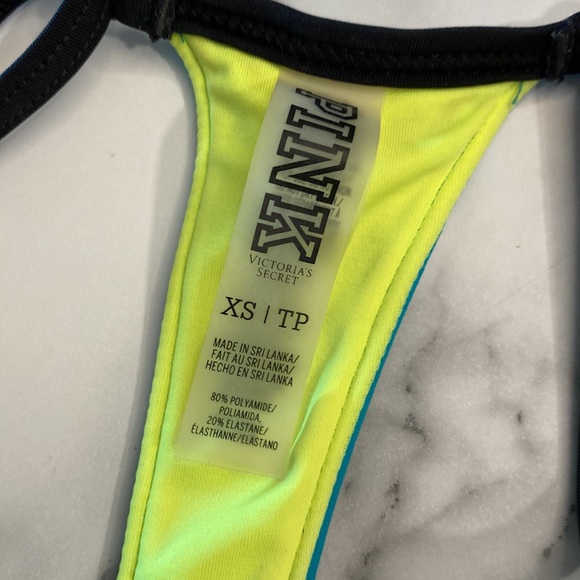 PINK
VICTORIA'S
SECRET
XS | TP
MADE IN SRI LANKA/
FAIT AU SRI LANKA/
HECHO EN SRI LANKA
80% POLYAMIDE/
POLIAMIDA,
20% ELASTANE/
ÉLASTHANNE/ELASTANO